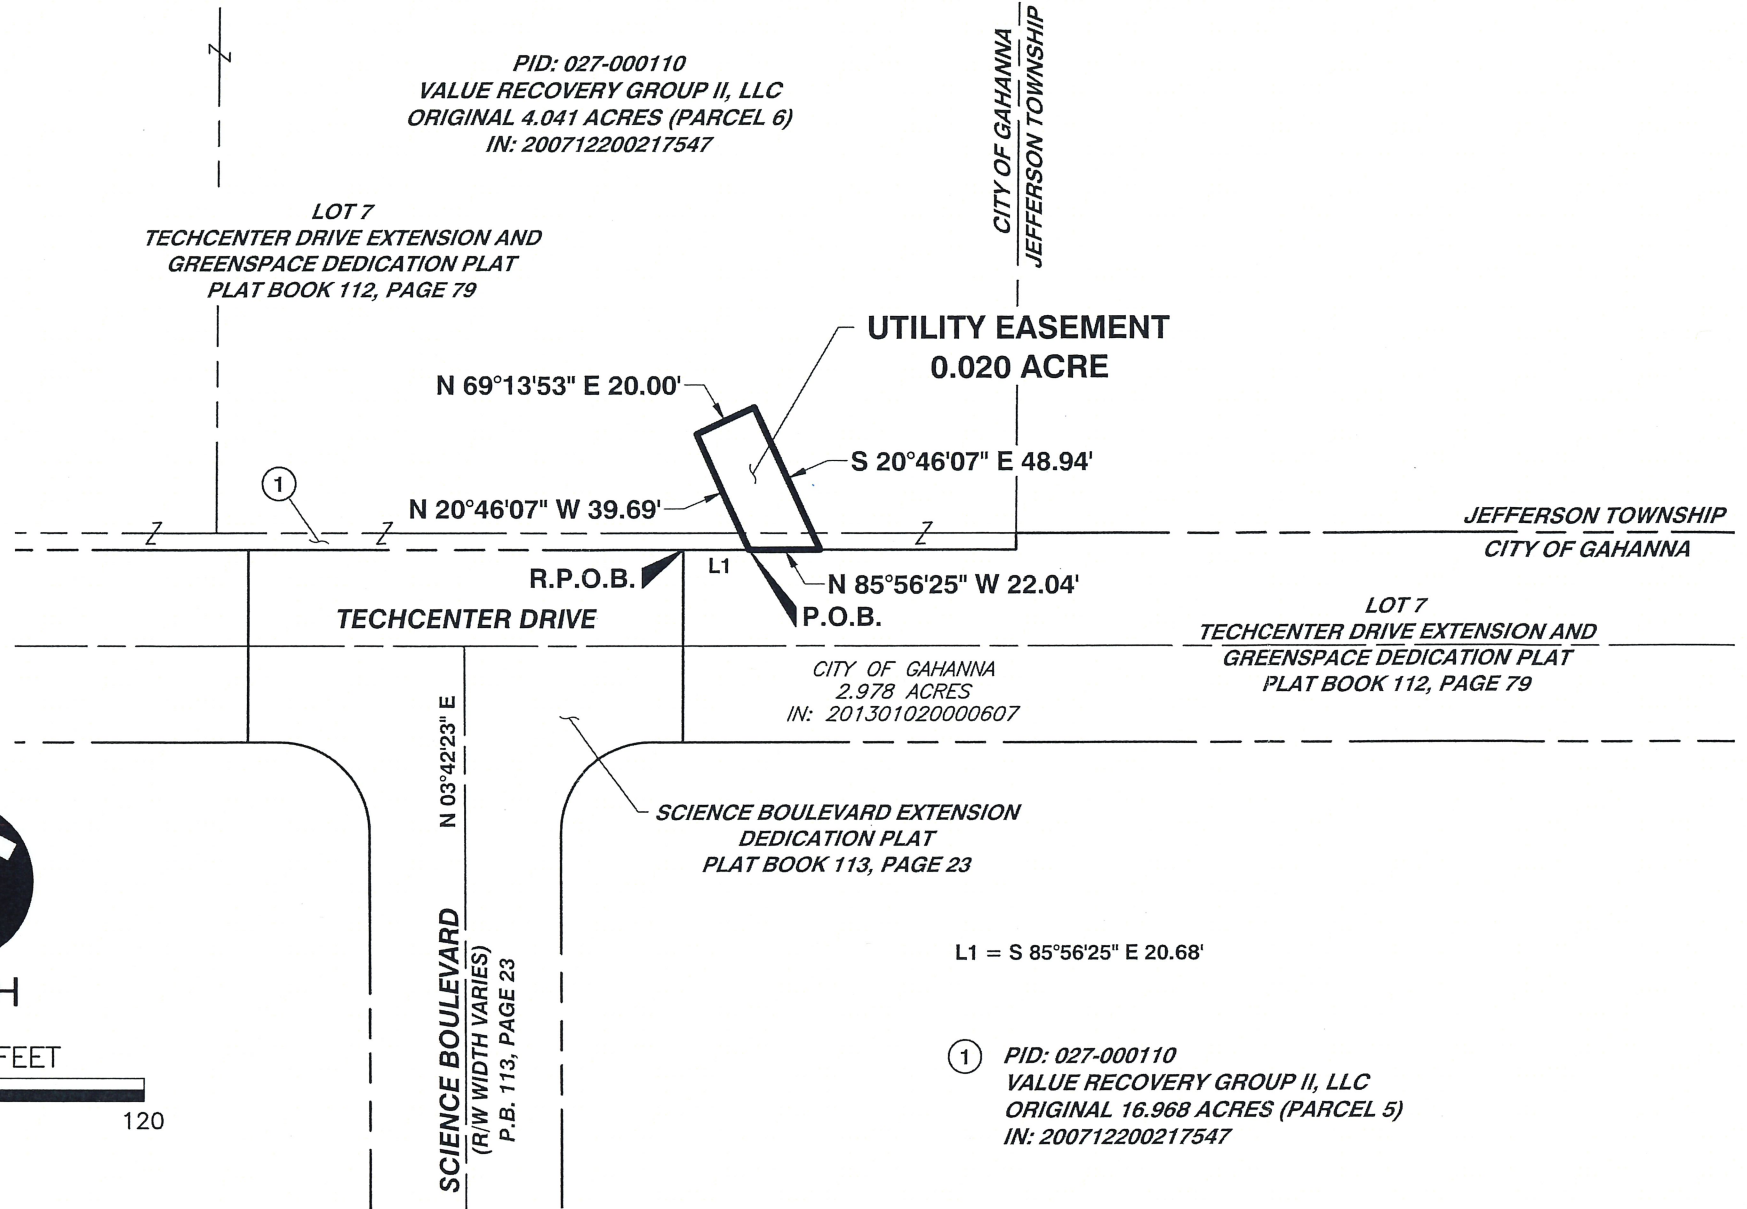 PID: 027-000110
VALUE RECOVERY GROUP II, LLC
ORIGINAL 4.041 ACRES (PARCEL 6)
IN: 200712200217547
CITY OF GAHANNA
JEFFERSON TOWNSHIP
LOT 7
TECHCENTER DRIVE EXTENSION AND
GREENSPACE DEDICATION PLAT
PLAT BOOK 112, PAGE 79
UTILITY EASEMENT
0.020 ACRE
N 69°13'53" E 20.00'
S 20°46'07" E 48.94'
1
N 20°46'07" W 39.69'
JEFFERSON TOWNSHIP
CITY OF GAHANNA
R.P.O.B.
L1
N 85°56'25" W 22.04'
P.O.B.
TECHCENTER DRIVE
LOT 7
TECHCENTER DRIVE EXTENSION AND
GREENSPACE DEDICATION PLAT
PLAT BOOK 112, PAGE 79
CITY OF GAHANNA
2.978 ACRES
IN: 201301020000607
N 03°42'23" E
SCIENCE BOULEVARD EXTENSION
DEDICATION PLAT
PLAT BOOK 113, PAGE 23
SCIENCE BOULEVARD
(R/W WIDTH VARIES)
P.B. 113, PAGE 23
L1 = S 85°56'25" E 20.68'
H
FEET
120
1
PID: 027-000110
VALUE RECOVERY GROUP II, LLC
ORIGINAL 16.968 ACRES (PARCEL 5)
IN: 200712200217547